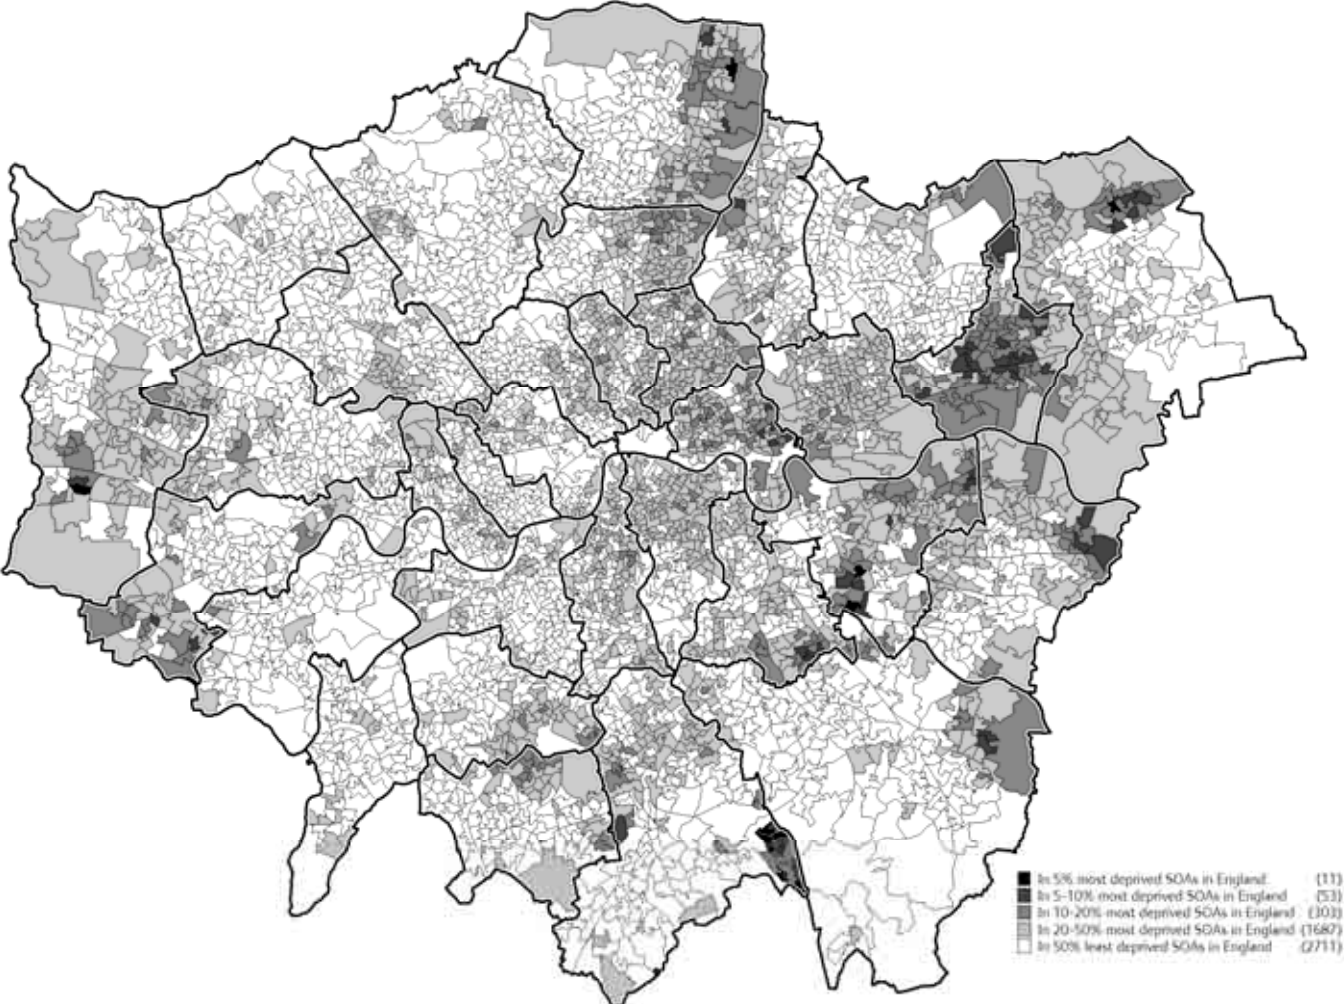 In 5% most deprived SOAs in England (11)
In 5-10% most deprived SOAs in England (53)
In 10-20% most deprived SOAs in England (303)
In 20-50% most deprived SOAs in England (1687)
In 50% least deprived SOAs in England (2711)